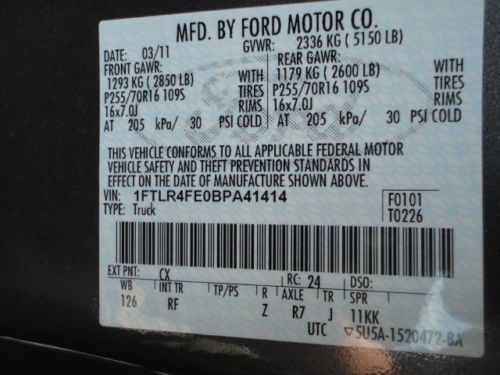 MFD. BY FORD MOTOR CO.
DATE: 03/11 GVWR: 2336 KG ( 5150 LB)
FRONT GAWR: REAR GAWR:
1293 KG ( 2850 LB) WITH 1179 KG ( 2600 LB) WITH
P255/70R16 109S TIRES P255/70R16 109S TIRES
16x7.0J RIMS 16x7.0J RIMS
AT 205 kPa/ 30 PSI COLD AT 205 kPa/ 30 PSI COLD
THIS VEHICLE CONFORMS TO ALL APPLICABLE FEDERAL MOTOR
VEHICLE SAFETY AND THEFT PREVENTION STANDARDS IN
EFFECT ON THE DATE OF MANUFACTURE SHOWN ABOVE.
VIN: 1FTLR4FE0BPA41414 F0101
TYPE: Truck T0226
EXT PNT: CX RC: 24 DSO:
WB INT TR TP/PS R AXLE TR SPR
126 RF Z R7 J 11KK
UTC ▽5U5A-1520472-BA